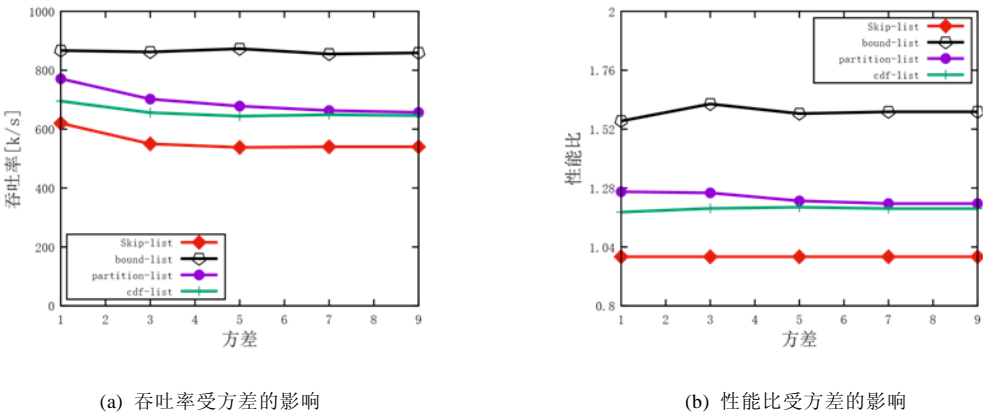 1000
800
600
400
200
0
吞吐率[k/s]
Skip-list
bound-list
partition-list
cdf-list
1 2 3 4 5 6 7 8 9
方差
(a) 吞吐率受方差的影响
2
1.76
1.52
1.28
1.04
0.8
性能比
Skip-list
bound-list
partition-list
cdf-list
1 2 3 4 5 6 7 8 9
方差
(b) 性能比受方差的影响